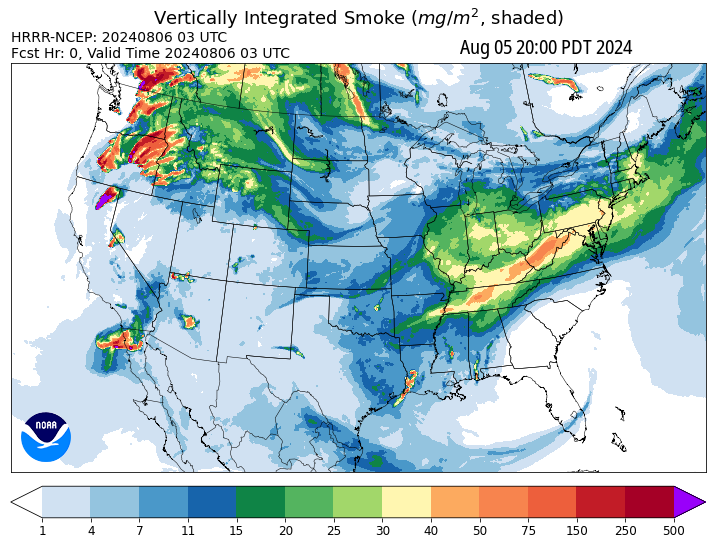 Vertically Integrated Smoke (mg/m², shaded)
HRRR-NCEP: 20240806 03 UTC
Fcst Hr: 0, Valid Time 20240806 03 UTC
Aug 05 20:00 PDT 2024
NOAA
1 4 7 11 15 20 25 30 40 50 75 150 250 500